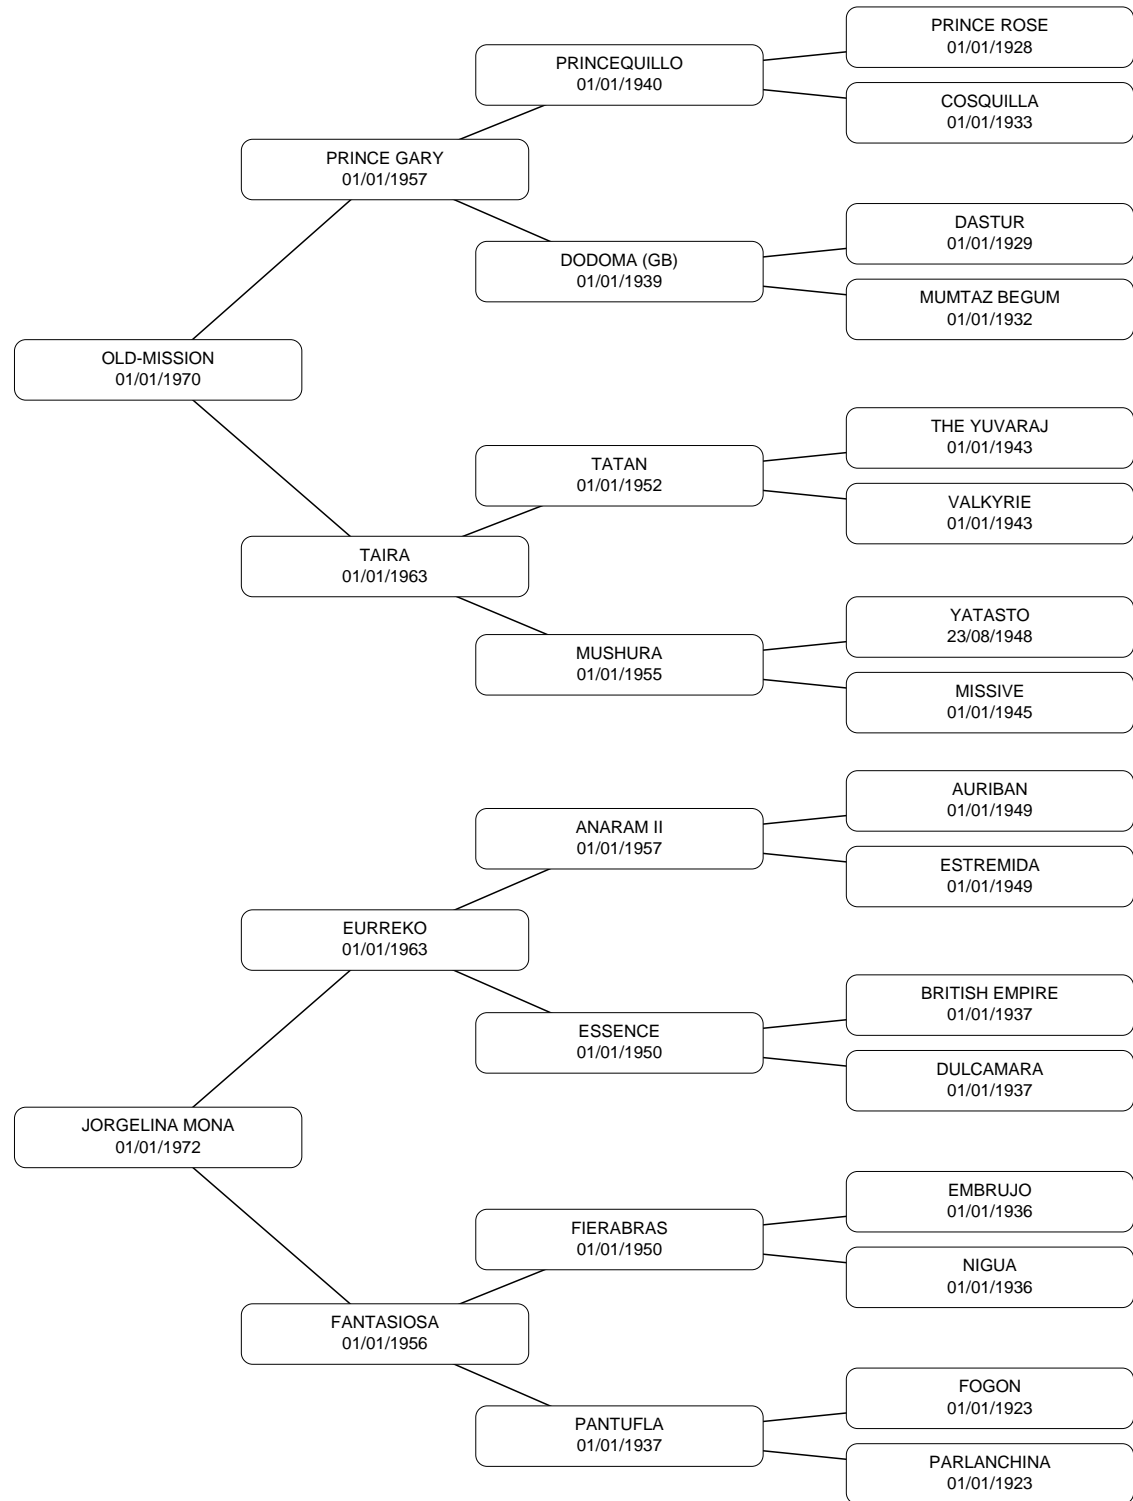 PRINCE ROSE
01/01/1928
PRINCEQUILLO
01/01/1940
COSQUILLA
01/01/1933
PRINCE GARY
01/01/1957
DASTUR
01/01/1929
DODOMA (GB)
01/01/1939
MUMTAZ BEGUM
01/01/1932
OLD-MISSION
01/01/1970
THE YUVARAJ
01/01/1943
TATAN
01/01/1952
VALKYRIE
01/01/1943
TAIRA
01/01/1963
YATASTO
23/08/1948
MUSHURA
01/01/1955
MISSIVE
01/01/1945
AURIBAN
01/01/1949
ANARAM II
01/01/1957
ESTREMIDA
01/01/1949
EURREKO
01/01/1963
BRITISH EMPIRE
01/01/1937
ESSENCE
01/01/1950
DULCAMARA
01/01/1937
JORGELINA MONA
01/01/1972
EMBRUJO
01/01/1936
FIERABRAS
01/01/1950
NIGUA
01/01/1936
FANTASIOSA
01/01/1956
FOGON
01/01/1923
PANTUFLA
01/01/1937
PARLANCHINA
01/01/1923